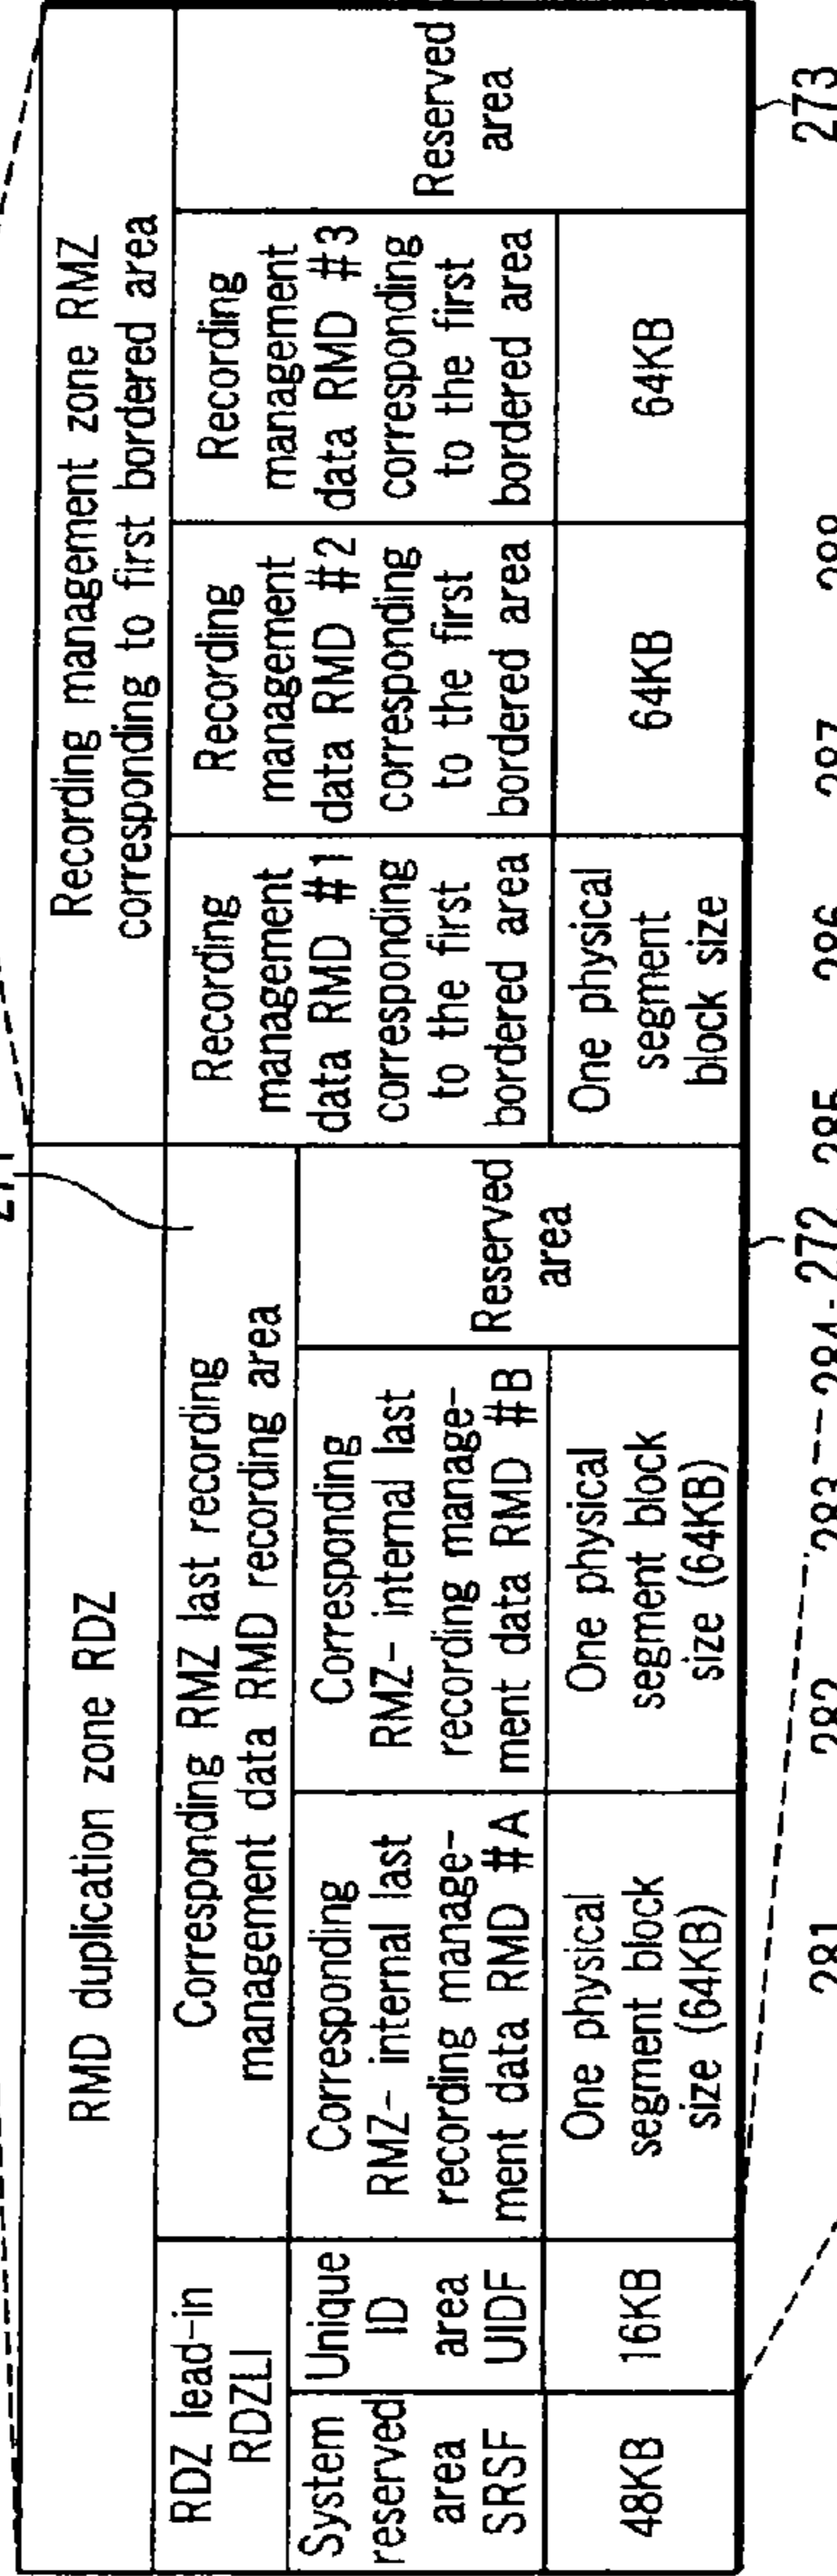 RMD duplication zone RDZ
Recording management zone RMZ
corresponding to first bordered area
RDZ lead-in
RDZLI
Corresponding RMZ last recording
management data RMD recording area
System
reserved
area
SRSF
Unique
ID
area
UIDF
Corresponding
RMZ- internal last
recording manage-
ment data RMD #A
Corresponding
RMZ- internal last
recording manage-
ment data RMD #B
Reserved
area
Recording
management
data RMD #1
corresponding
to the first
bordered area
Recording
management
data RMD #2
corresponding
to the first
bordered area
Recording
management
data RMD #3
corresponding
to the first
bordered area
Reserved
area
48KB
16KB
One physical
segment block
size (64KB)
One physical
segment block
size (64KB)
One physical
segment
block size
64KB
64KB
272
273
281
282
283
284
285
286
287
288